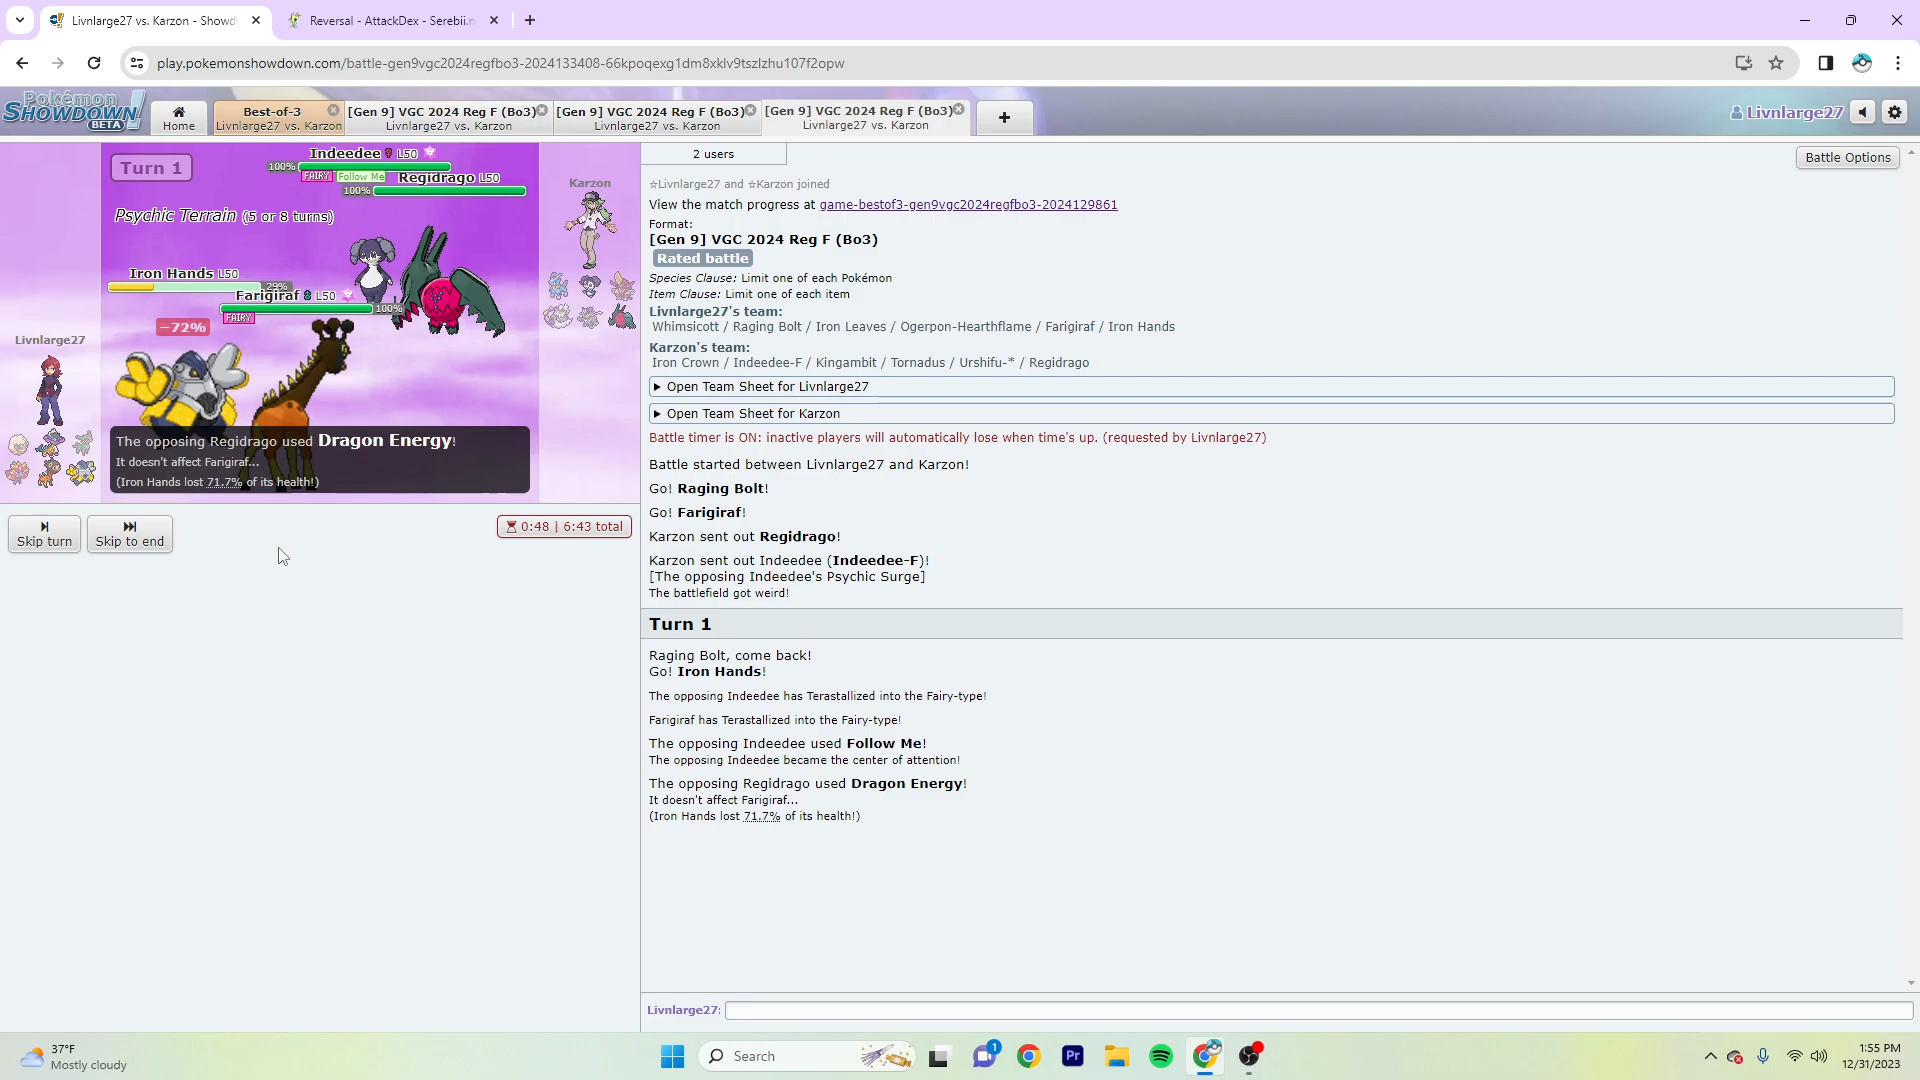 Livnlarge27 vs. Karzon - Showd
Reversal - AttackDex - Serebii.n
play.pokemonshowdown.com/battle-gen9vgc2024regfbo3-2024133408-66kpoqexg1dm8xklv9tszlzhu107f2opw
Pokémon
SHOWDOWN!
BETA
Home
Best-of-3
Livnlarge27 vs. Karzon
[Gen 9] VGC 2024 Reg F (Bo3)
Livnlarge27 vs. Karzon
[Gen 9] VGC 2024 Reg F (Bo3)
Livnlarge27 vs. Karzon
[Gen 9] VGC 2024 Reg F (Bo3)
Livnlarge27 vs. Karzon
+
Livnlarge27
Turn 1
Indeedee L50
100%
FAIRY Follow Me
Regidrago L50
100%
Psychic Terrain (5 or 8 turns)
Karzon
Iron Hands L50
29%
Farigiraf L50
100%
FAIRY
−72%
Livnlarge27
The opposing Regidrago used Dragon Energy!
It doesn't affect Farigiraf...
(Iron Hands lost 71.7% of its health!)
Skip turn
Skip to end
0:48 | 6:43 total
2 users
Battle Options
☆Livnlarge27 and ☆Karzon joined
View the match progress at game-bestof3-gen9vgc2024regfbo3-2024129861
Format:
[Gen 9] VGC 2024 Reg F (Bo3)
Rated battle
Species Clause: Limit one of each Pokémon
Item Clause: Limit one of each item
Livnlarge27's team:
Whimsicott / Raging Bolt / Iron Leaves / Ogerpon-Hearthflame / Farigiraf / Iron Hands
Karzon's team:
Iron Crown / Indeedee-F / Kingambit / Tornadus / Urshifu-* / Regidrago
▶ Open Team Sheet for Livnlarge27
▶ Open Team Sheet for Karzon
Battle timer is ON: inactive players will automatically lose when time's up. (requested by Livnlarge27)
Battle started between Livnlarge27 and Karzon!
Go! Raging Bolt!
Go! Farigiraf!
Karzon sent out Regidrago!
Karzon sent out Indeedee (Indeedee-F)!
[The opposing Indeedee's Psychic Surge]
The battlefield got weird!
Turn 1
Raging Bolt, come back!
Go! Iron Hands!
The opposing Indeedee has Terastallized into the Fairy-type!
Farigiraf has Terastallized into the Fairy-type!
The opposing Indeedee used Follow Me!
The opposing Indeedee became the center of attention!
The opposing Regidrago used Dragon Energy!
It doesn't affect Farigiraf...
(Iron Hands lost 71.7% of its health!)
Livnlarge27:
37°F
Mostly cloudy
Search
1
Pr
1:55 PM
12/31/2023